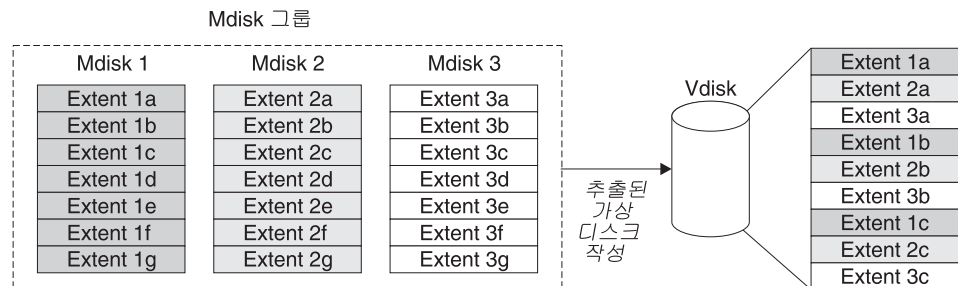 Mdisk 그룹
Mdisk 1
Extent 1a
Extent 1b
Extent 1c
Extent 1d
Extent 1e
Extent 1f
Extent 1g
Mdisk 2
Extent 2a
Extent 2b
Extent 2c
Extent 2d
Extent 2e
Extent 2f
Extent 2g
Mdisk 3
Extent 3a
Extent 3b
Extent 3c
Extent 3d
Extent 3e
Extent 3f
Extent 3g
추출된
가상
디스크
작성
Vdisk
Extent 1a
Extent 2a
Extent 3a
Extent 1b
Extent 2b
Extent 3b
Extent 1c
Extent 2c
Extent 3c